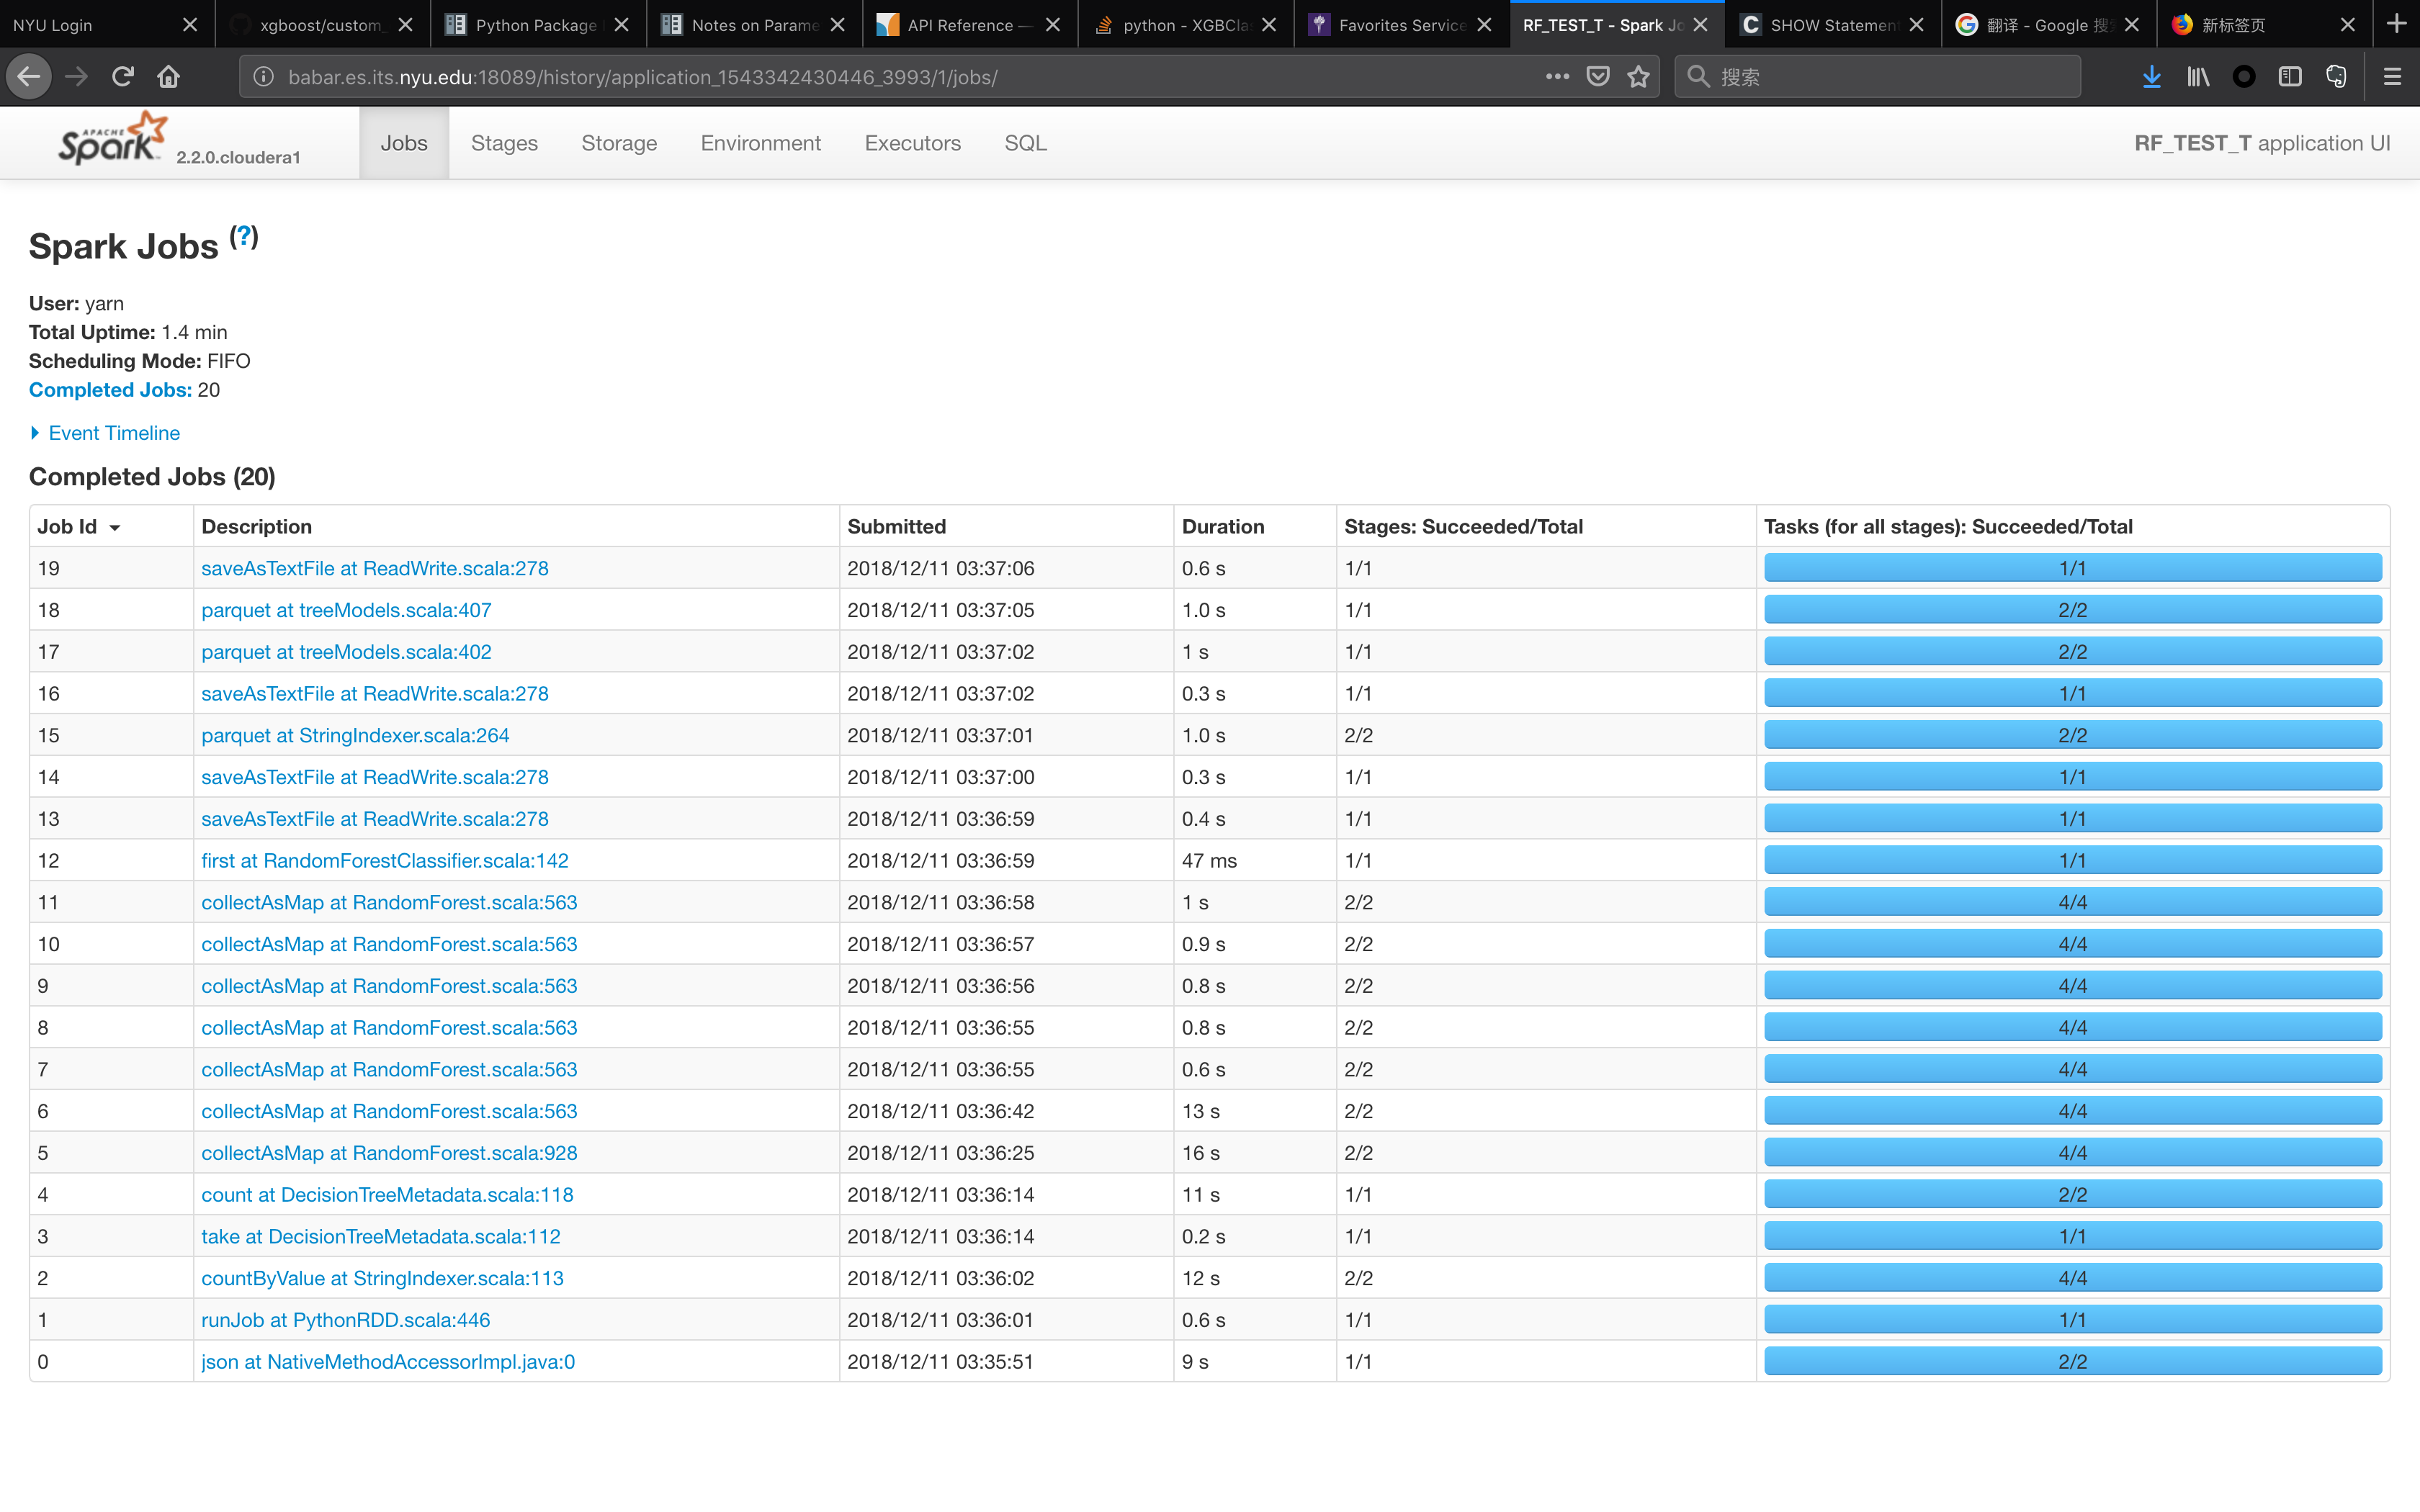 NYU Login
xgboost/custom_
Python Package
Notes on Parame
API Reference —
python - XGBCla
Favorites Service
RF_TEST_T - Spark Jo
SHOW Statement
翻译 - Google 搜
新标签页
babar.es.its.nyu.edu:18089/history/application_1543342430446_3993/1/jobs/
搜索
APACHE Spark 2.2.0.cloudera1
Jobs
Stages
Storage
Environment
Executors
SQL
RF_TEST_T application UI
Spark Jobs (?)
User: yarn
Total Uptime: 1.4 min
Scheduling Mode: FIFO
Completed Jobs: 20
Event Timeline
Completed Jobs (20)
Job Id Description Submitted Duration Stages: Succeeded/Total Tasks (for all stages): Succeeded/Total
19 saveAsTextFile at ReadWrite.scala:278 2018/12/11 03:37:06 0.6 s 1/1 1/1
18 parquet at treeModels.scala:407 2018/12/11 03:37:05 1.0 s 1/1 2/2
17 parquet at treeModels.scala:402 2018/12/11 03:37:02 1 s 1/1 2/2
16 saveAsTextFile at ReadWrite.scala:278 2018/12/11 03:37:02 0.3 s 1/1 1/1
15 parquet at StringIndexer.scala:264 2018/12/11 03:37:01 1.0 s 2/2 2/2
14 saveAsTextFile at ReadWrite.scala:278 2018/12/11 03:37:00 0.3 s 1/1 1/1
13 saveAsTextFile at ReadWrite.scala:278 2018/12/11 03:36:59 0.4 s 1/1 1/1
12 first at RandomForestClassifier.scala:142 2018/12/11 03:36:59 47 ms 1/1 1/1
11 collectAsMap at RandomForest.scala:563 2018/12/11 03:36:58 1 s 2/2 4/4
10 collectAsMap at RandomForest.scala:563 2018/12/11 03:36:57 0.9 s 2/2 4/4
9 collectAsMap at RandomForest.scala:563 2018/12/11 03:36:56 0.8 s 2/2 4/4
8 collectAsMap at RandomForest.scala:563 2018/12/11 03:36:55 0.8 s 2/2 4/4
7 collectAsMap at RandomForest.scala:563 2018/12/11 03:36:55 0.6 s 2/2 4/4
6 collectAsMap at RandomForest.scala:563 2018/12/11 03:36:42 13 s 2/2 4/4
5 collectAsMap at RandomForest.scala:928 2018/12/11 03:36:25 16 s 2/2 4/4
4 count at DecisionTreeMetadata.scala:118 2018/12/11 03:36:14 11 s 1/1 2/2
3 take at DecisionTreeMetadata.scala:112 2018/12/11 03:36:14 0.2 s 1/1 1/1
2 countByValue at StringIndexer.scala:113 2018/12/11 03:36:02 12 s 2/2 4/4
1 runJob at PythonRDD.scala:446 2018/12/11 03:36:01 0.6 s 1/1 1/1
0 json at NativeMethodAccessorImpl.java:0 2018/12/11 03:35:51 9 s 1/1 2/2